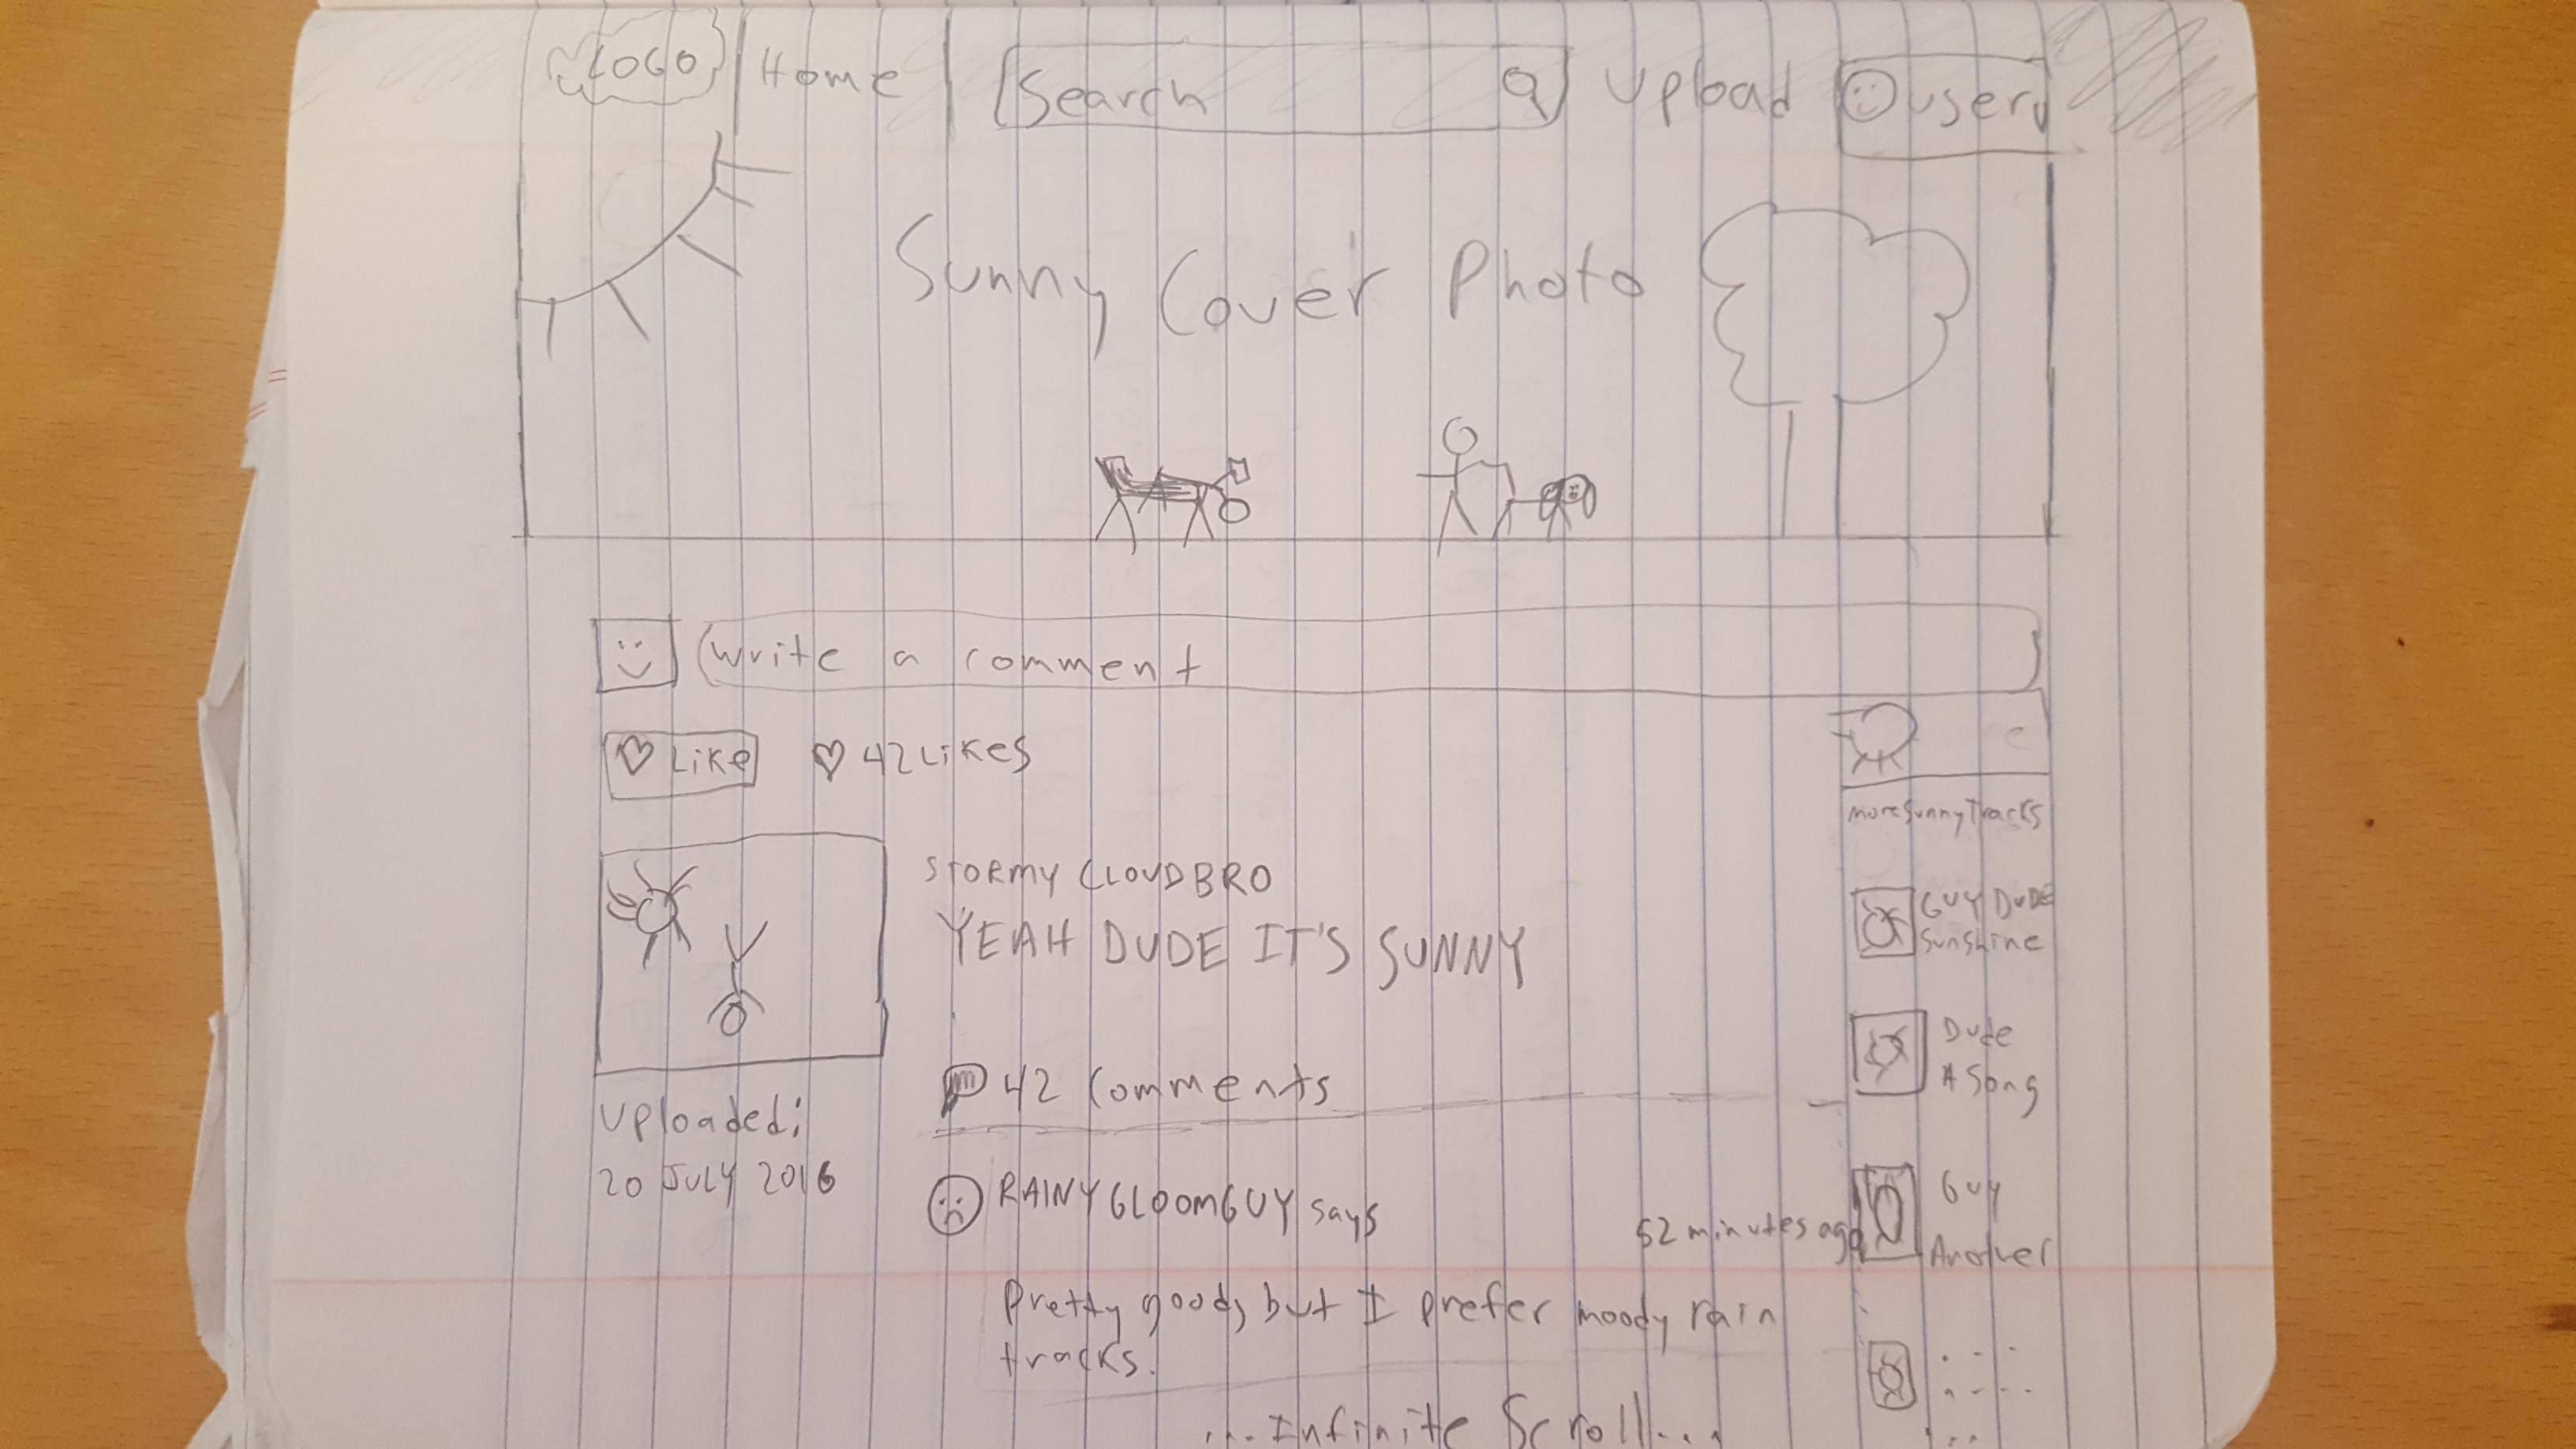 LOGO Home Search Upload user
Sunny Cover Photo
write a comment
Like 42 Likes
More Sunny Tracks
STORMY CLOUDBRO
YEAH DUDE IT'S SUNNY
GUY DUDE
Sunshine
Dude
A Song
42 Comments
Uploaded:
20 JULY 2016
RAINYGLOOMGUY says
52 minutes ago
Guy
Another
Pretty good, but I prefer moody rain
tracks.
...Infinite Scroll...